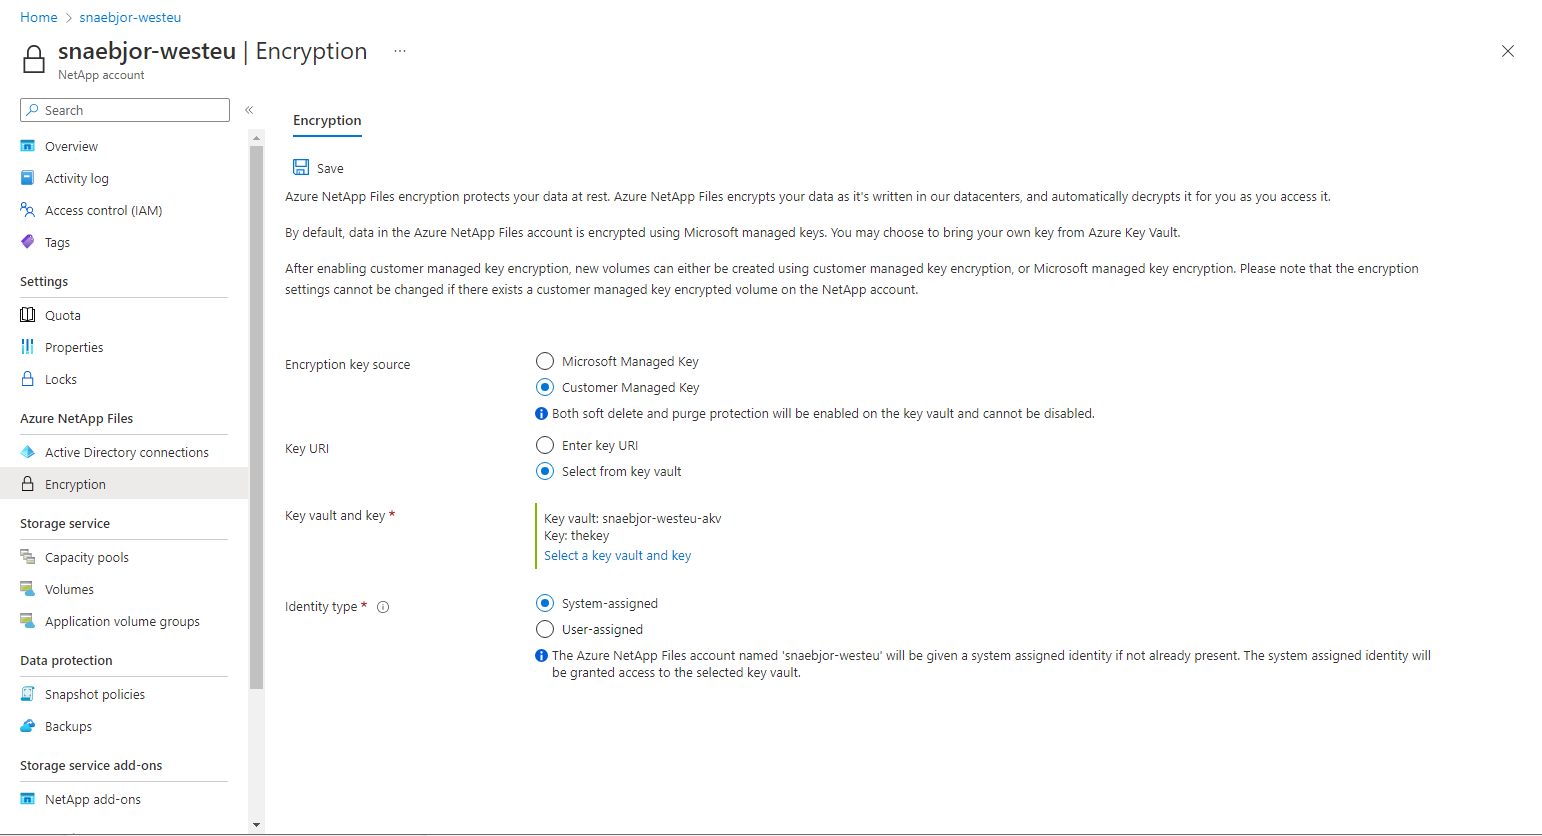 Home > snaebjor-westeu
snaebjor-westeu | Encryption ...
NetApp account
Search «
Overview
Activity log
Access control (IAM)
Tags
Settings
Quota
Properties
Locks
Azure NetApp Files
Active Directory connections
Encryption
Storage service
Capacity pools
Volumes
Application volume groups
Data protection
Snapshot policies
Backups
Storage service add-ons
NetApp add-ons
Encryption
Save
Azure NetApp Files encryption protects your data at rest. Azure NetApp Files encrypts your data as it's written in our datacenters, and automatically decrypts it for you as you access it.
By default, data in the Azure NetApp Files account is encrypted using Microsoft managed keys. You may choose to bring your own key from Azure Key Vault.
After enabling customer managed key encryption, new volumes can either be created using customer managed key encryption, or Microsoft managed key encryption. Please note that the encryption
settings cannot be changed if there exists a customer managed key encrypted volume on the NetApp account.
Encryption key source
Microsoft Managed Key
Customer Managed Key
Both soft delete and purge protection will be enabled on the key vault and cannot be disabled.
Key URI
Enter key URI
Select from key vault
Key vault and key *
Key vault: snaebjor-westeu-akv
Key: thekey
Select a key vault and key
Identity type *
System-assigned
User-assigned
The Azure NetApp Files account named 'snaebjor-westeu' will be given a system assigned identity if not already present. The system assigned identity will
be granted access to the selected key vault.